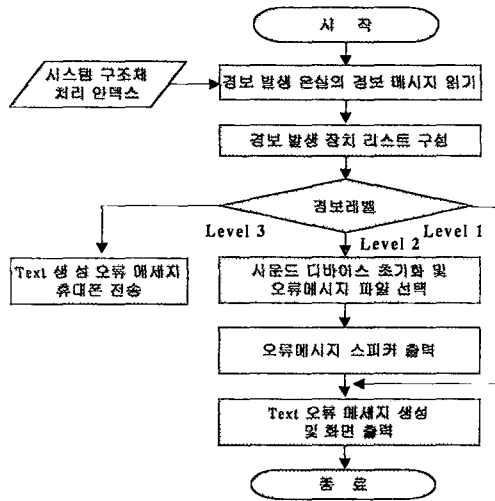 시 작
시스템 구조체
처리 인덱스
경보 발생 온실의 경보 메시지 읽기
경보 발생 장치 리스트 구성
경보레벨
Level 3
Level 1
Level 2
Text 생성 오류 메세지
휴대폰 전송
사운드 디바이스 초기화 및
오류메시지 파일 선택
오류메시지 스피커 출력
Text 오류 메세지 생성
및 화면 출력
종 료